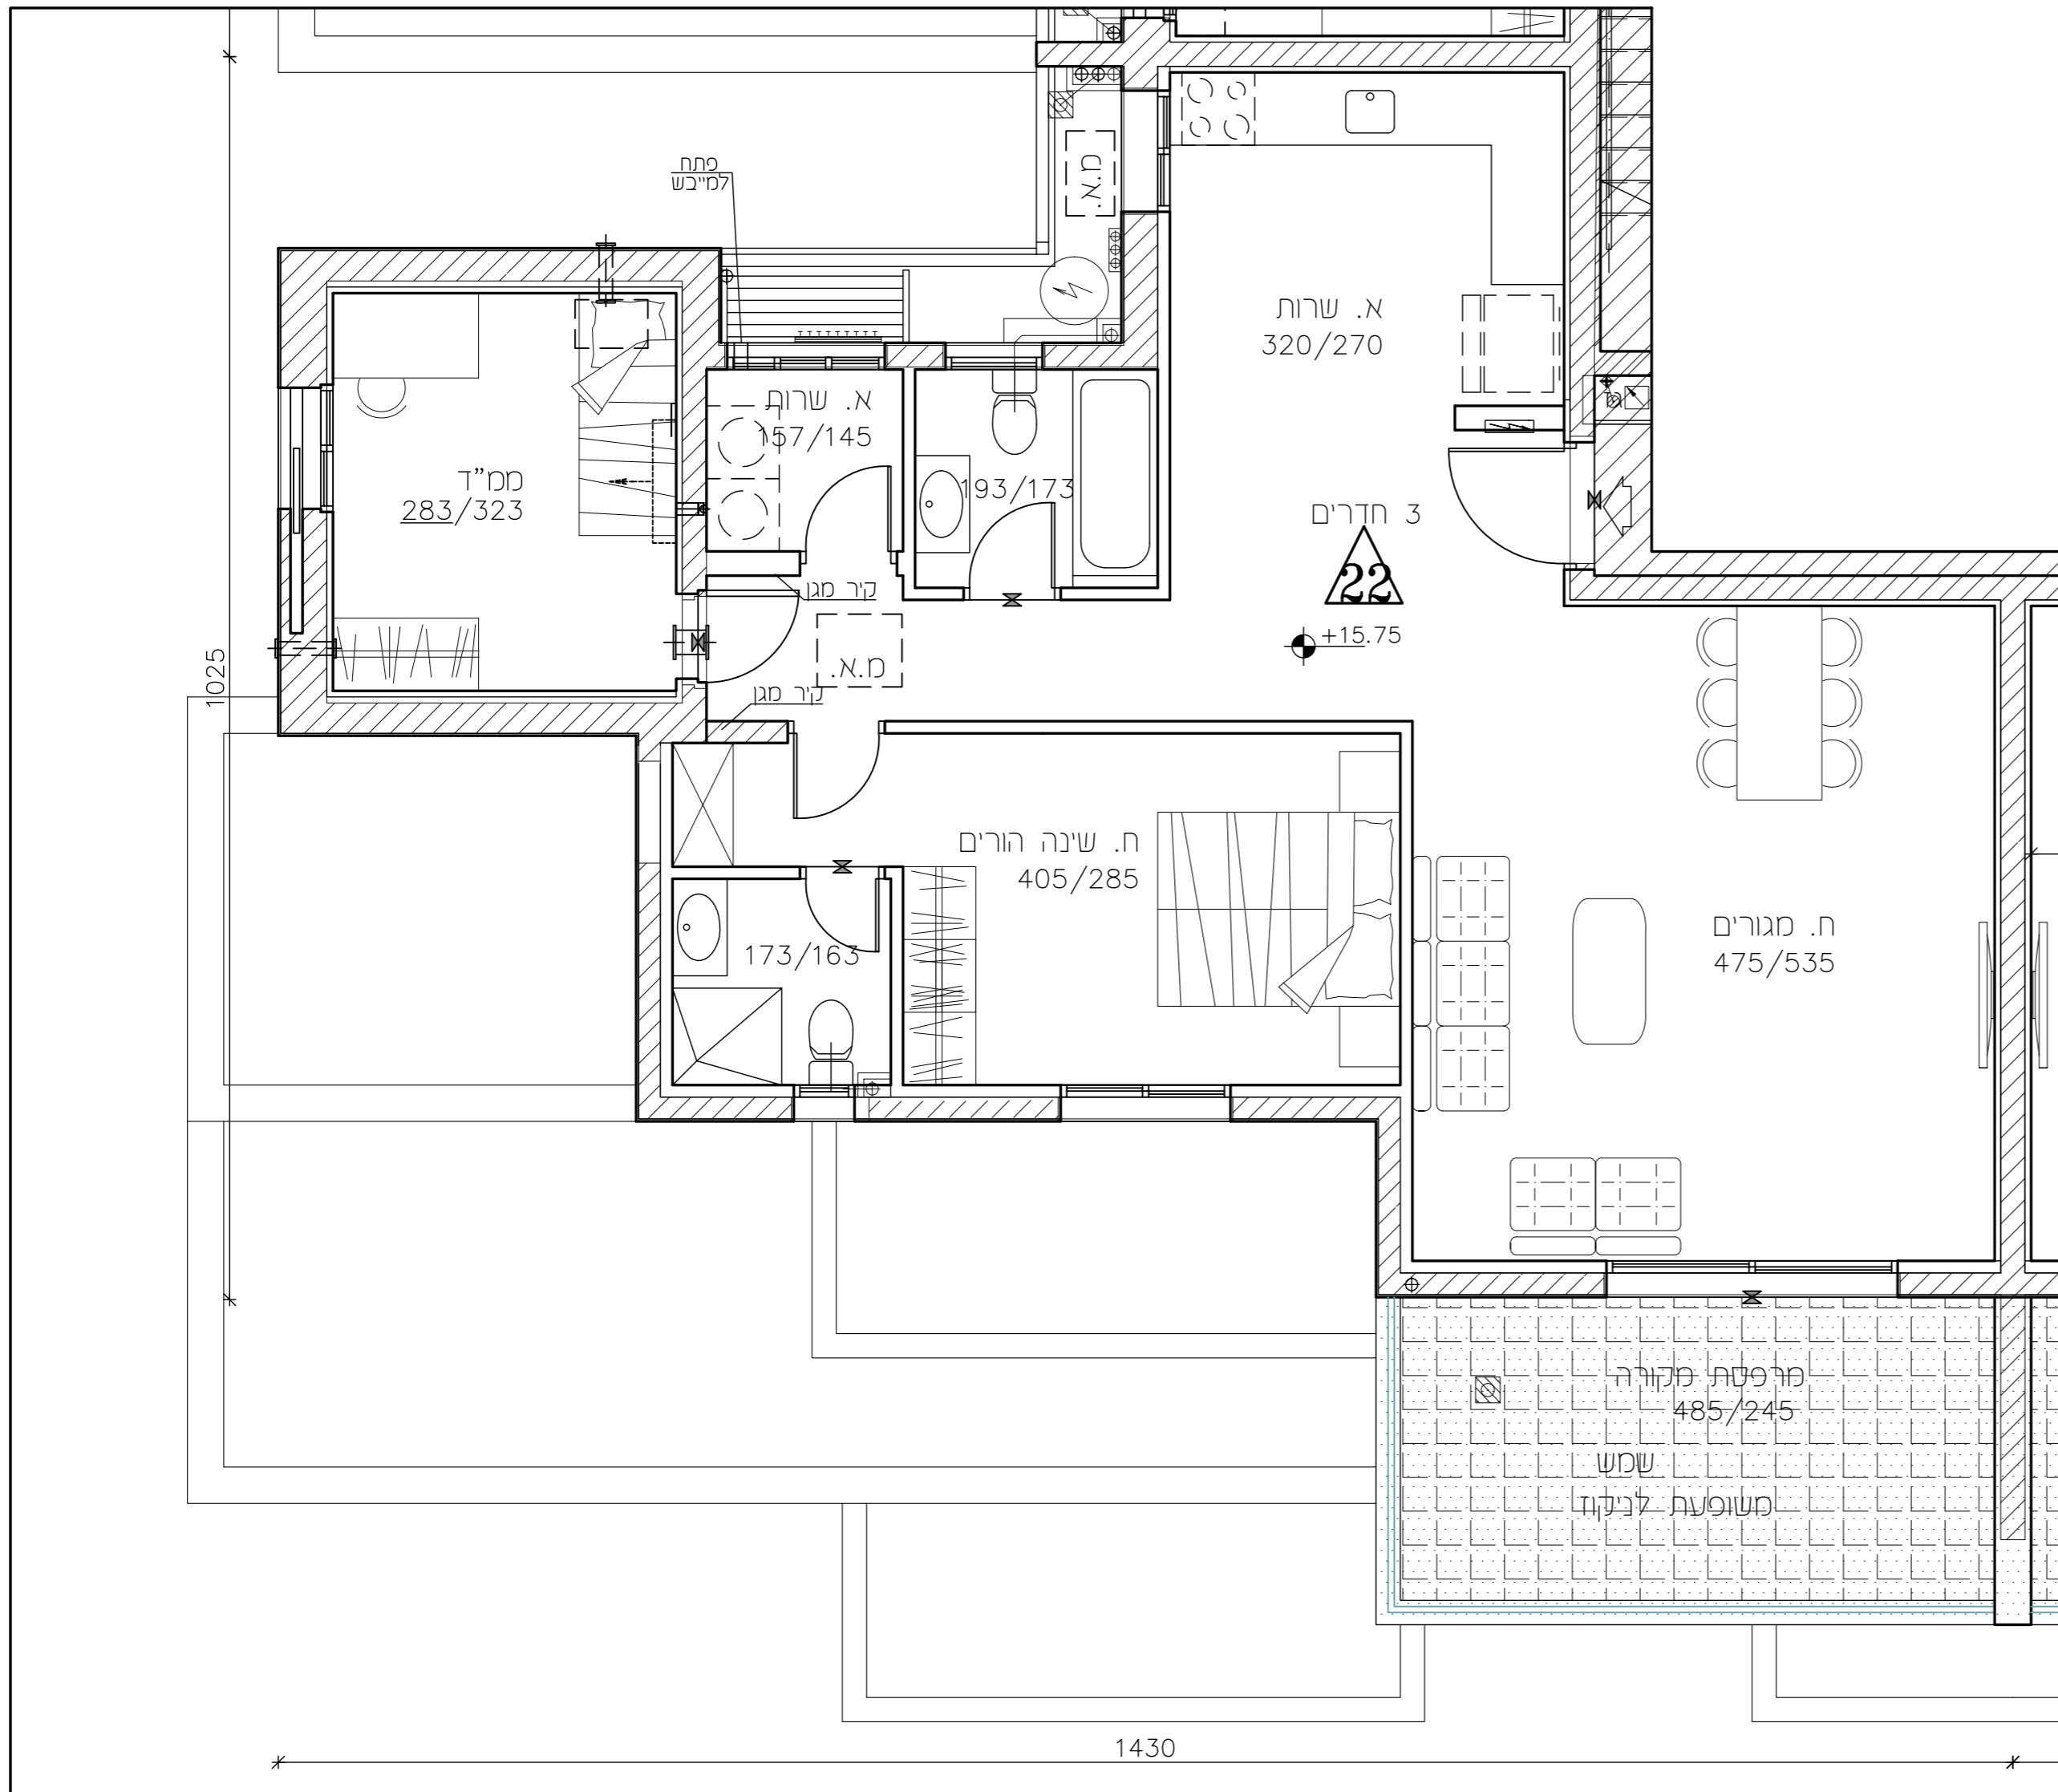 פתח
למייבש
מ.א.
א. שרות
320/270
א. שרות
157/145
ממ"ד
283/323
193/173
3 חדרים
22
+15.75
קיר מגן
מ.א.
קיר מגן
1025
ח. שינה הורים
405/285
173/163
ח. מגורים
475/535
מרפסת מקורה
485/245
שמש
משופעת לניקוז
1430